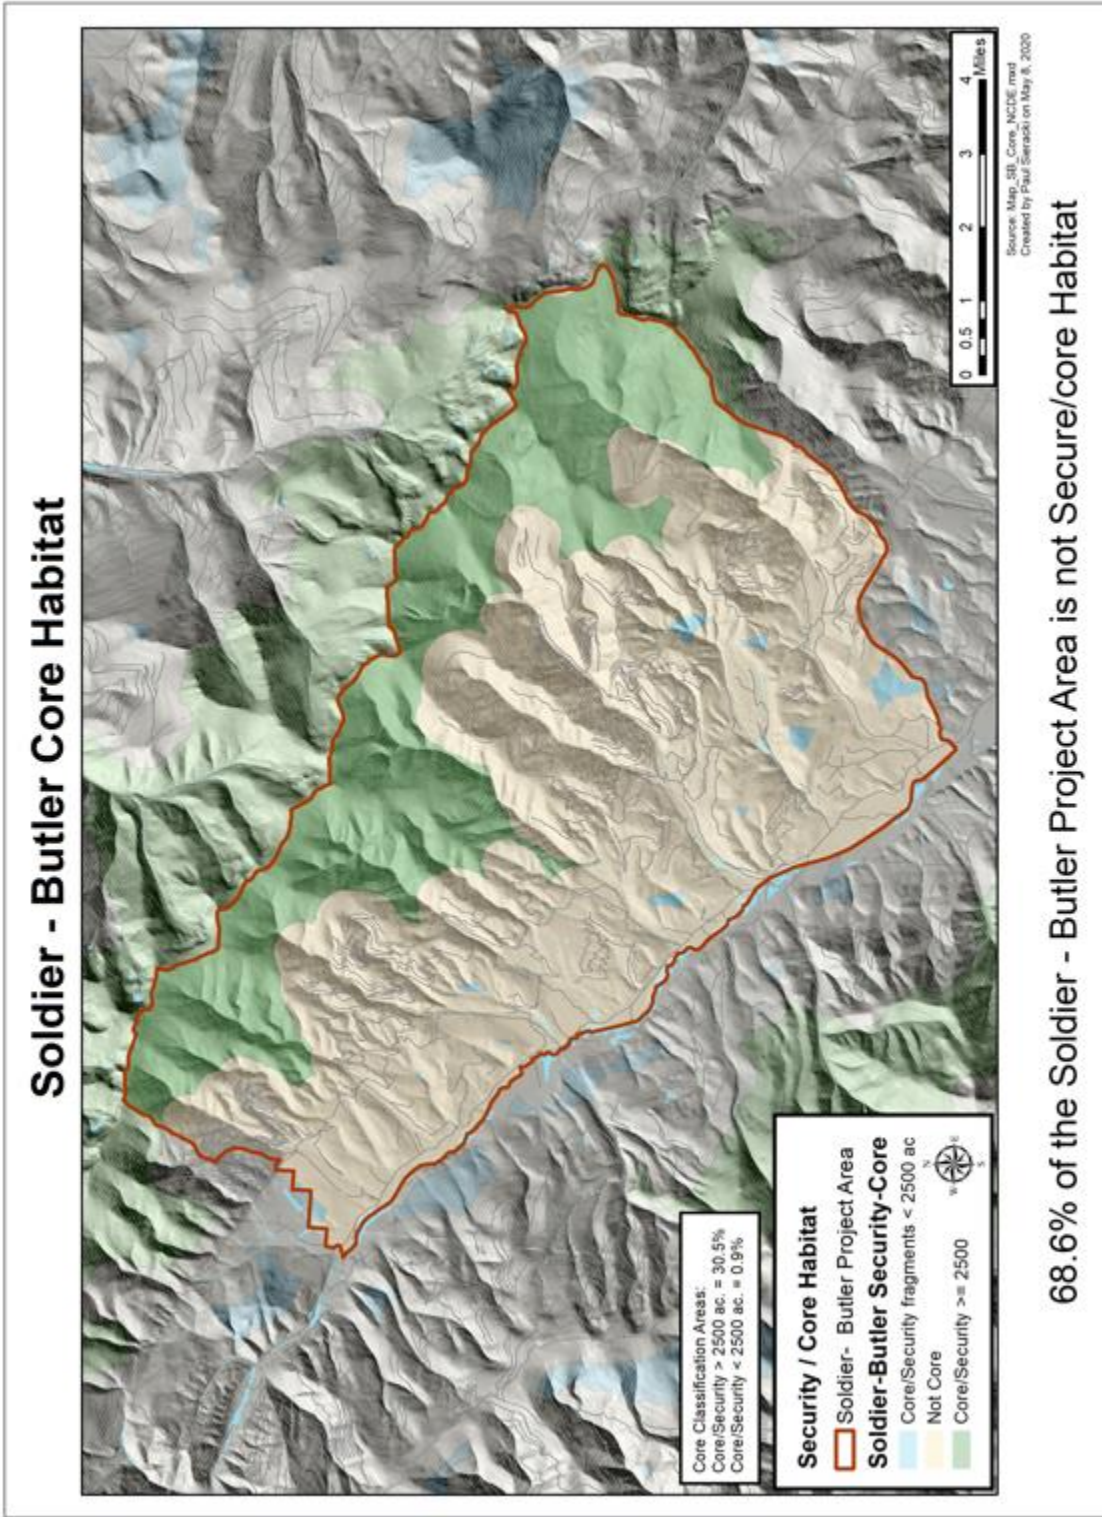 Soldier - Butler Core Habitat
Core Classification Areas:
Core/Security > 2500 ac. = 30.5%
Core/Security < 2500 ac. = 0.9%
Security / Core Habitat
Soldier- Butler Project Area
Soldier-Butler Security-Core
Core/Security fragments < 2500 ac
Not Core
Core/Security >= 2500
N
W
E
S
0 0.5 1 2 3 4
Miles
Source: Map_SB_Core_NCDE.mxd
Created by Paul Sieracki on May 8, 2020
68.6% of the Soldier - Butler Project Area is not Secure/core Habitat